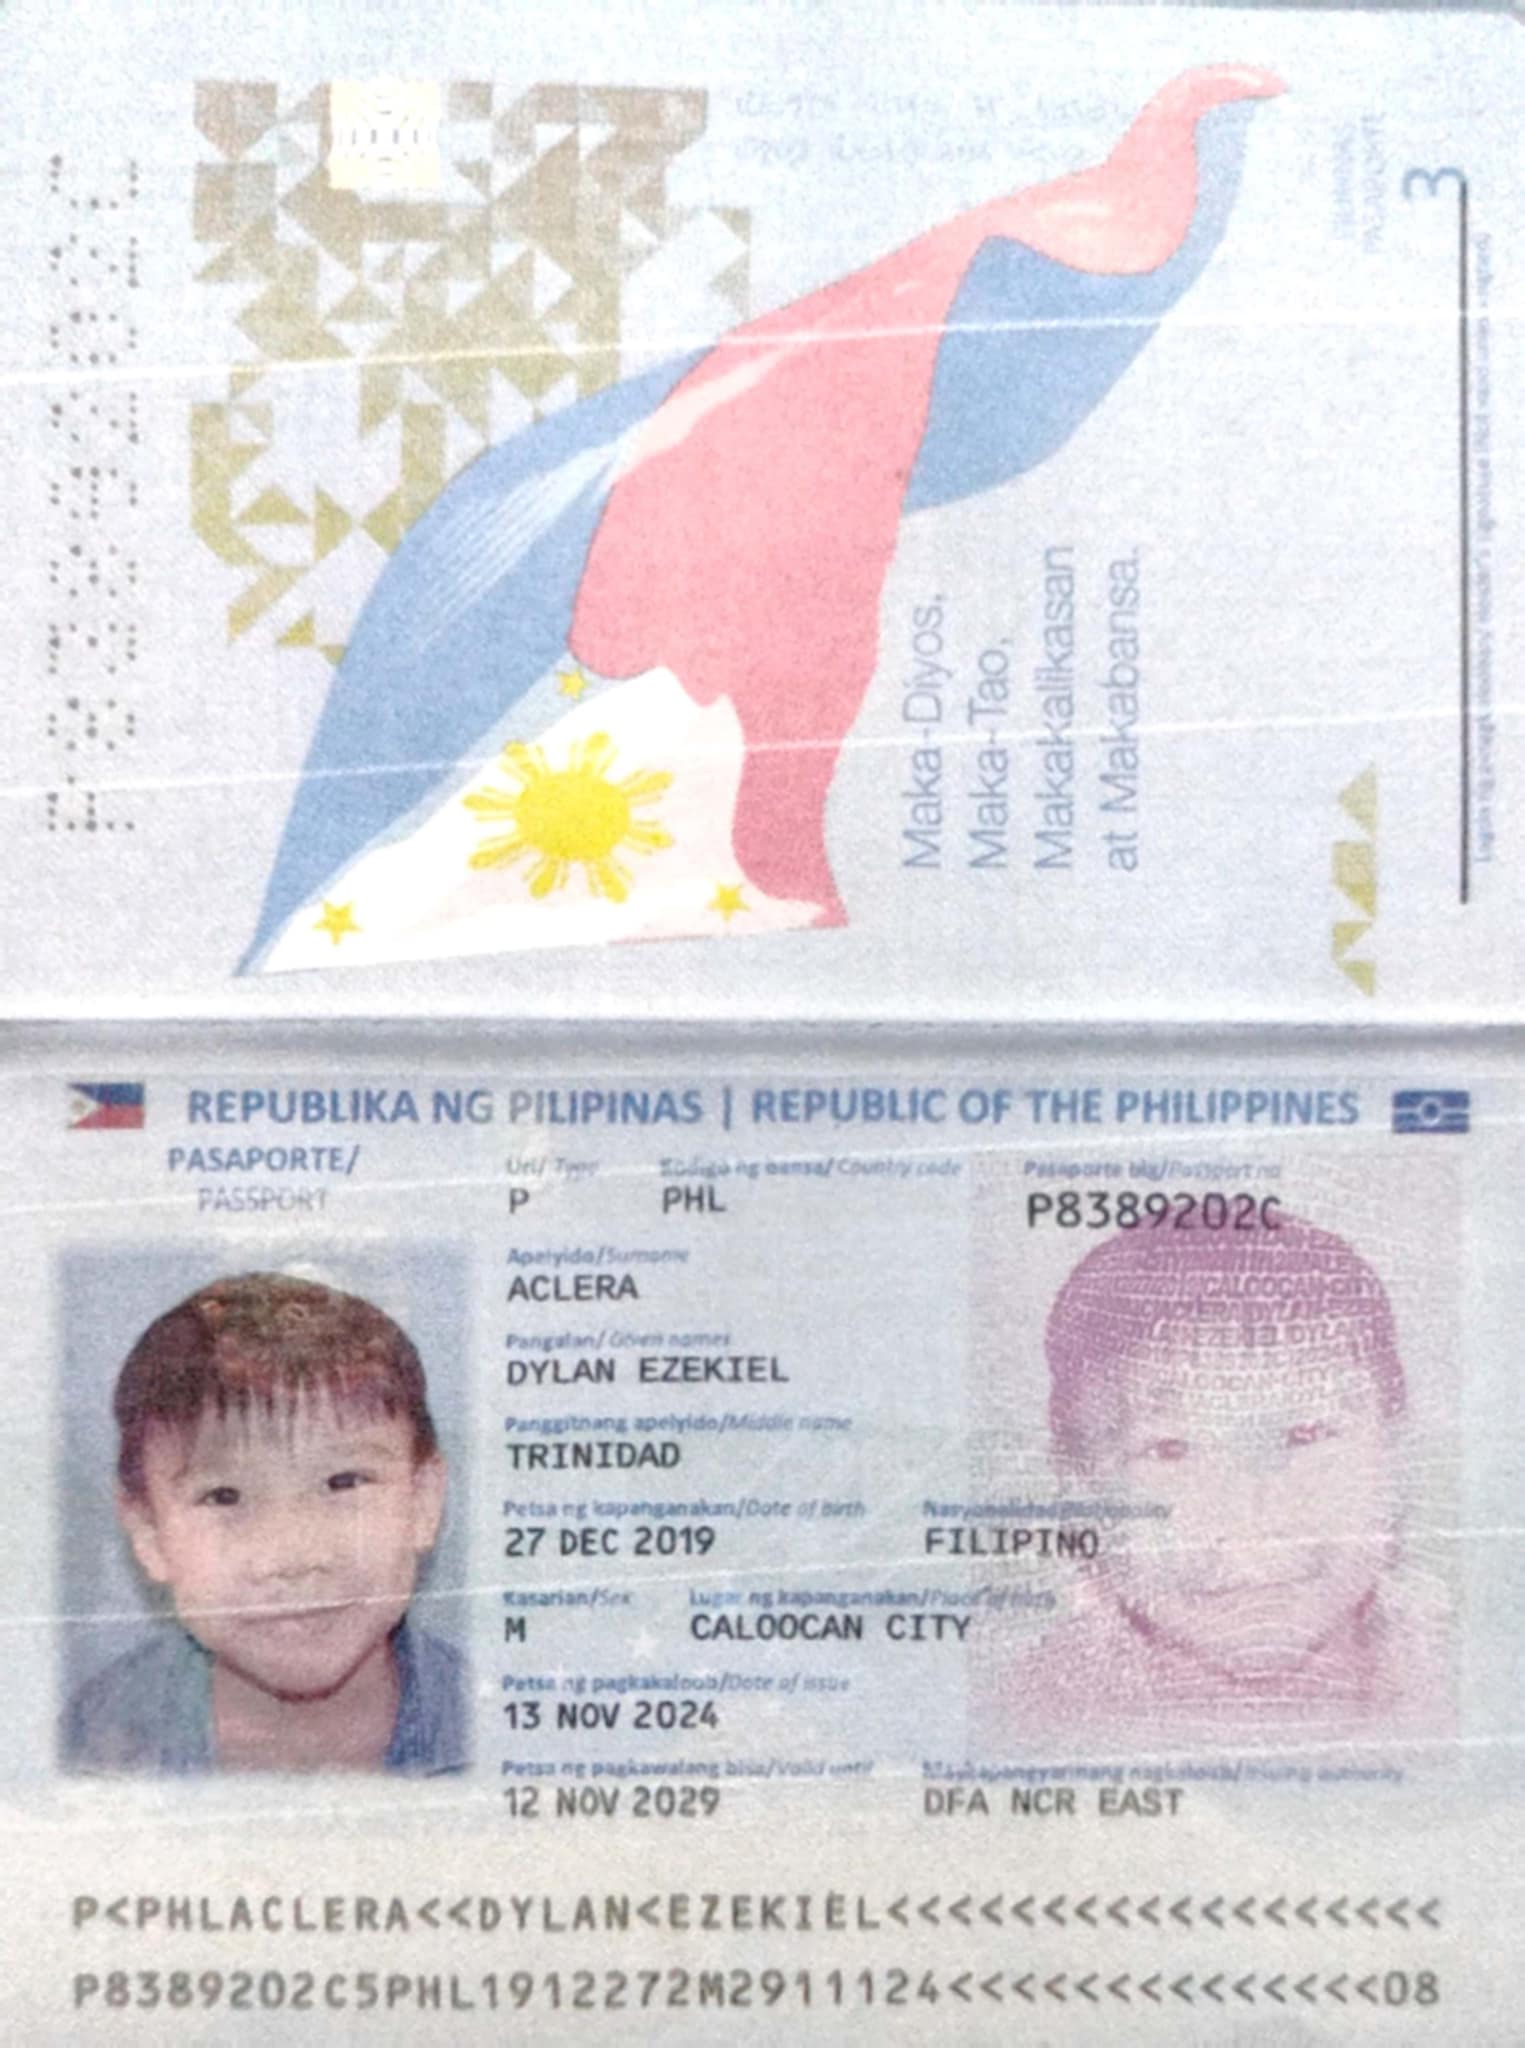 Maka-Diyos,
Maka-Tao,
Makakalikasan
at Makabansa.
3
REPUBLIKA NG PILIPINAS | REPUBLIC OF THE PHILIPPINES
PASAPORTE/
PASSPORT
Uri/ Type
Kodigo ng bansa/ Country code
Pasaporte blg/Passport no
P
PHL
P8389202C
Apelyido/Surname
ACLERA
Pangalan/ Given names
DYLAN EZEKIEL
Panggitnang apelyido/Middle name
TRINIDAD
Petsa ng kapanganakan/Date of birth
Nasyonalidad/Nationality
27 DEC 2019
FILIPINO
Kasarian/Sex
Lugar ng kapanganakan/Place of birth
M
CALOOCAN CITY
Petsa ng pagkakaloob/Date of issue
13 NOV 2024
Petsa ng pagkawalang bisa/Valid until
Maykapangyarihang nagkaloob/Issuing authority
12 NOV 2029
DFA NCR EAST
P<PHLACLERA<<DYLAN<EZEKIEL<<<<<<<<<<<<<<<<<<
P8389202C5PHL1912272M2911124<<<<<<<<<<<<<<08